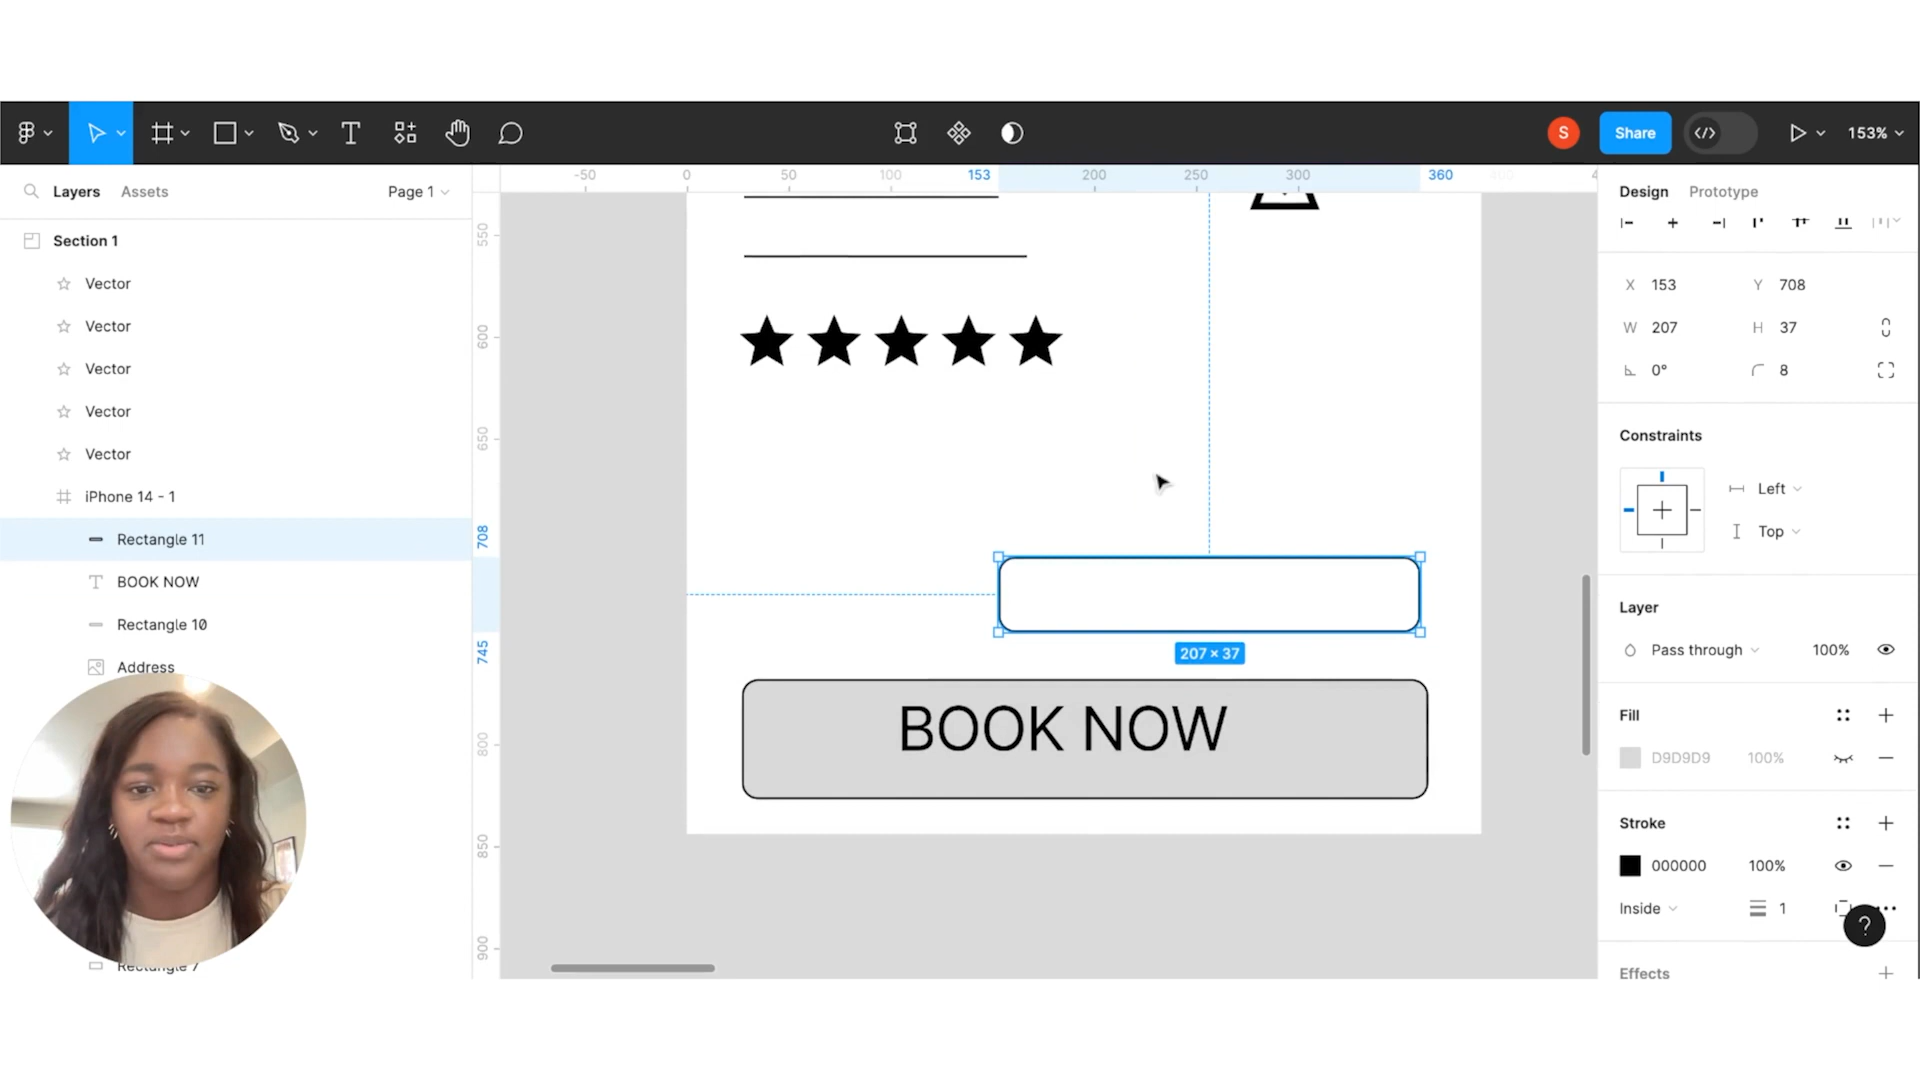 S
Share
153%
Layers
Assets
Page 1
-50
0
50
100
153
200
250
300
360
Design
Prototype
Section 1
Vector
Vector
Vector
Vector
Vector
iPhone 14 - 1
Rectangle 11
BOOK NOW
Rectangle 10
Address
Rectangle 7
550
600
650
708
745
800
850
900
207 × 37
BOOK NOW
X 153
Y 708
W 207
H 37
0°
8
Constraints
Left
Top
Layer
Pass through
100%
Fill
D9D9D9
100%
Stroke
000000
100%
Inside
1
?
Effects